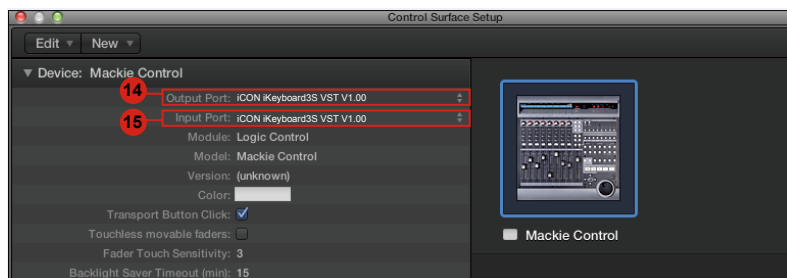 Control Surface Setup
Edit New
Device: Mackie Control
14
Output Port: iCON iKeyboard3S VST V1.00
15
Input Port: iCON iKeyboard3S VST V1.00
Module: Logic Control
Model: Mackie Control
Version: (unknown)
Color:
Transport Button Click:
Touchless movable faders:
Fader Touch Sensitivity: 3
Backlight Saver Timeout (min): 15
Mackie Control